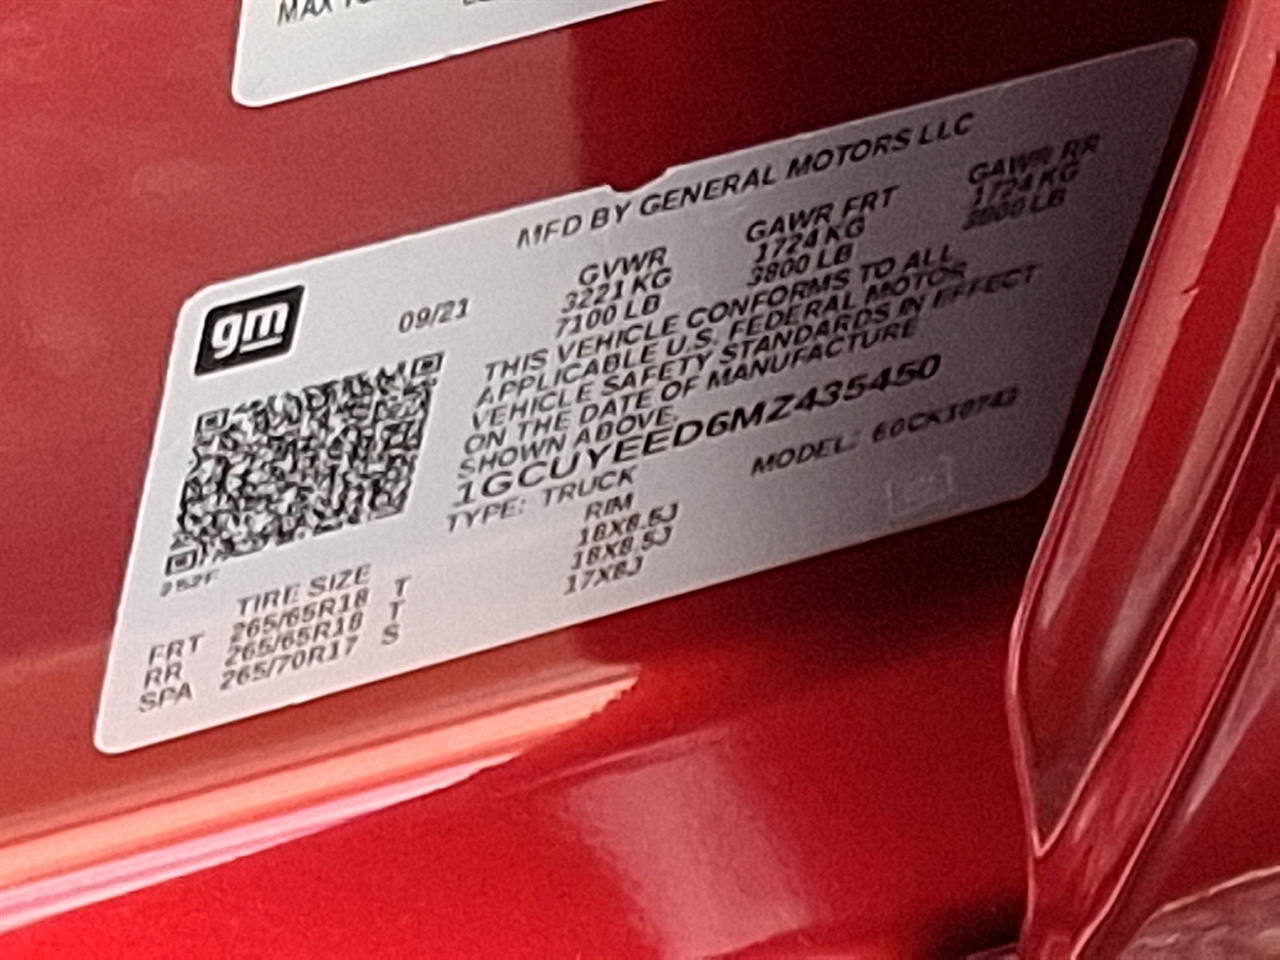 MAX
MFD BY GENERAL MOTORS LLC
gm
09/21
GVWR GAWR FRT GAWR RR
3221 KG 1724 KG 1724 KG
7100 LB 3800 LB 3800 LB
THIS VEHICLE CONFORMS TO ALL
APPLICABLE U.S. FEDERAL MOTOR
VEHICLE SAFETY STANDARDS IN EFFECT
ON THE DATE OF MANUFACTURE
SHOWN ABOVE.
1GCUYEED6MZ435450
TYPE: TRUCK MODEL: 60CK10743
TIRE SIZE RIM
FRT 265/65R18 T 18X8.5J
RR 265/65R18 T 18X8.5J
SPA 265/70R17 S 17X8J